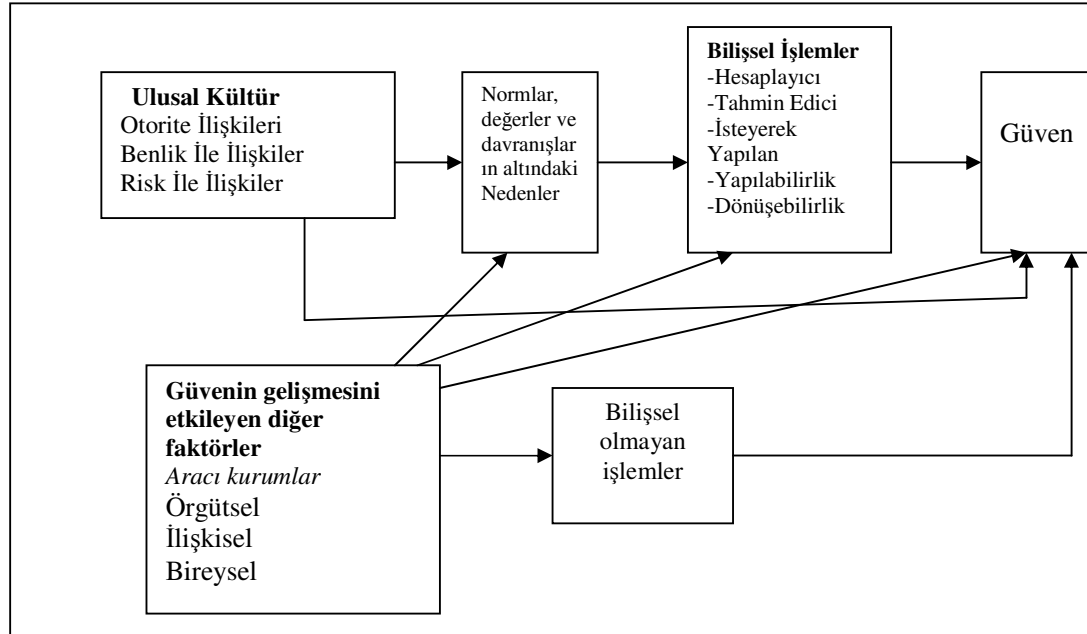 Ulusal Kültür
Otorite İlişkileri
Benlik İle İlişkiler
Risk İle İlişkiler
Normlar,
değerler ve
davranışlar
ın altındaki
Nedenler
Bilişsel İşlemler
-Hesaplayıcı
-Tahmin Edici
-İsteyerek
Yapılan
-Yapılabilirlik
-Dönüşebilirlik
Güven
Güvenin gelişmesini
etkileyen diğer
faktörler
Aracı kurumlar
Örgütsel
İlişkisel
Bireysel
Bilişsel
olmayan
işlemler